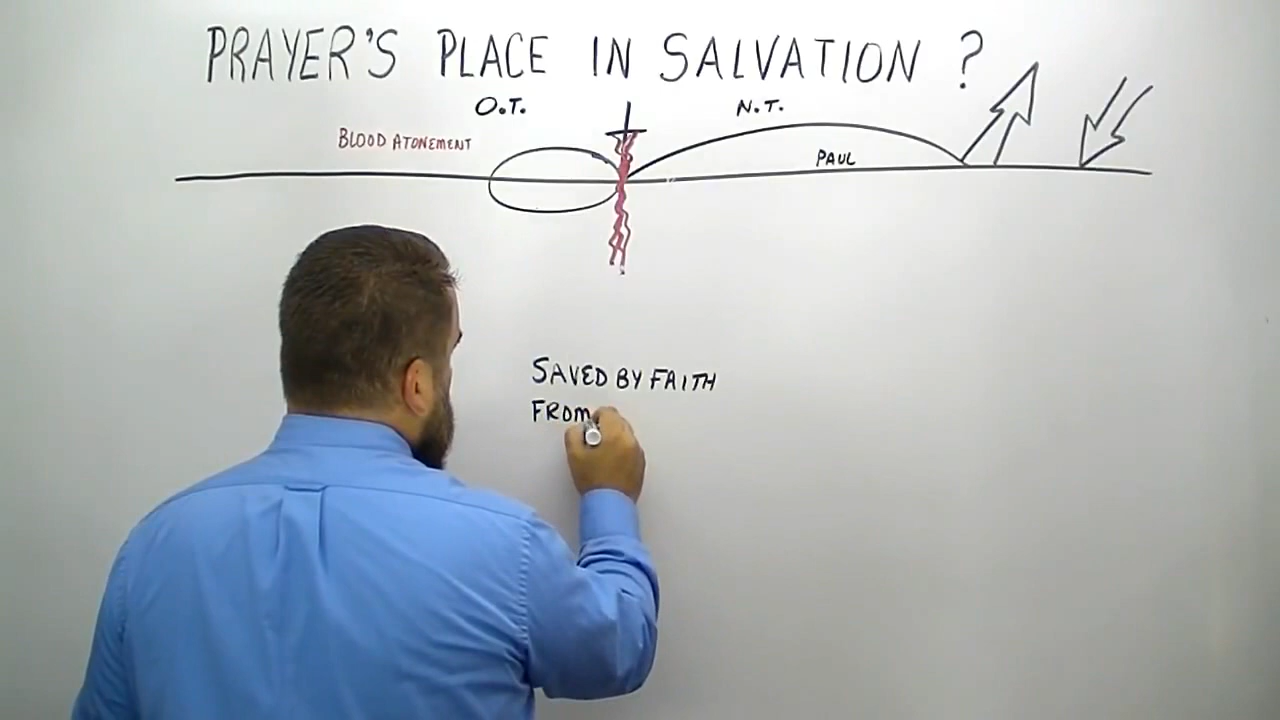 PRAYER'S PLACE IN SALVATION ?
O.T. N.T.
BLOOD ATONEMENT
PAUL
SAVED BY FAITH
FROM